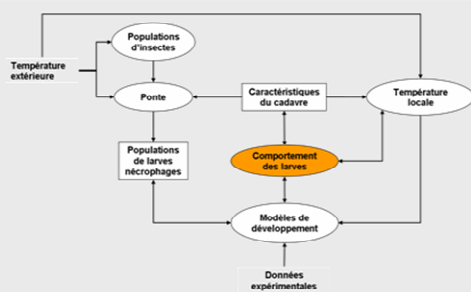 Populations
d'insectes
Température
extérieure
Ponte
Caractéristiques
du cadavre
Température
locale
Populations
de larves
nécrophages
Comportement
des larves
Modèles de
développement
Données
expérimentales